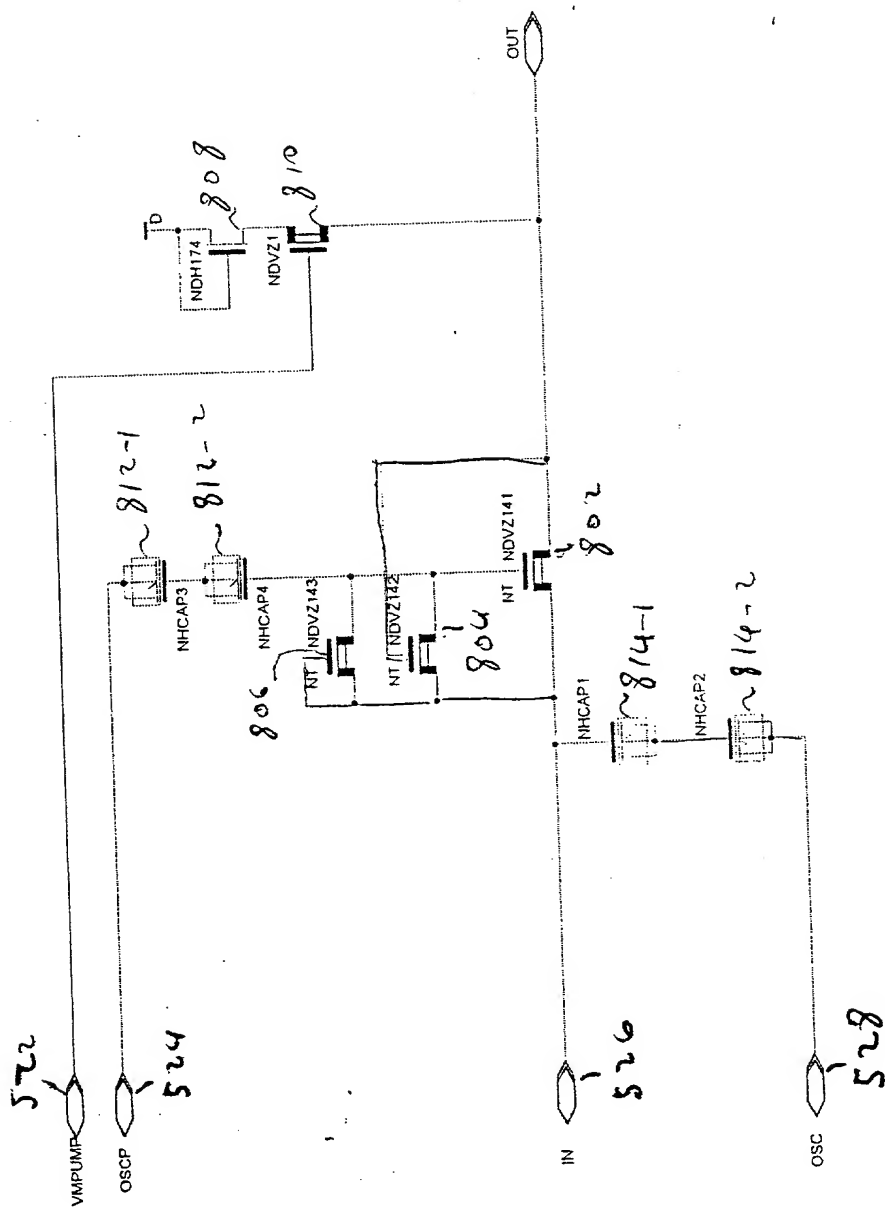 522
VMPUMP
OSCP
524
812-1
NHCAP3
812-2
NHCAP4
D
NDH174
808
NDVZ1
810
806
NT
NDVZ143
NT
NDVZ142
804
NT
NDVZ141
802
OUT
IN
526
NHCAP1
814-1
NHCAP2
814-2
OSC
528